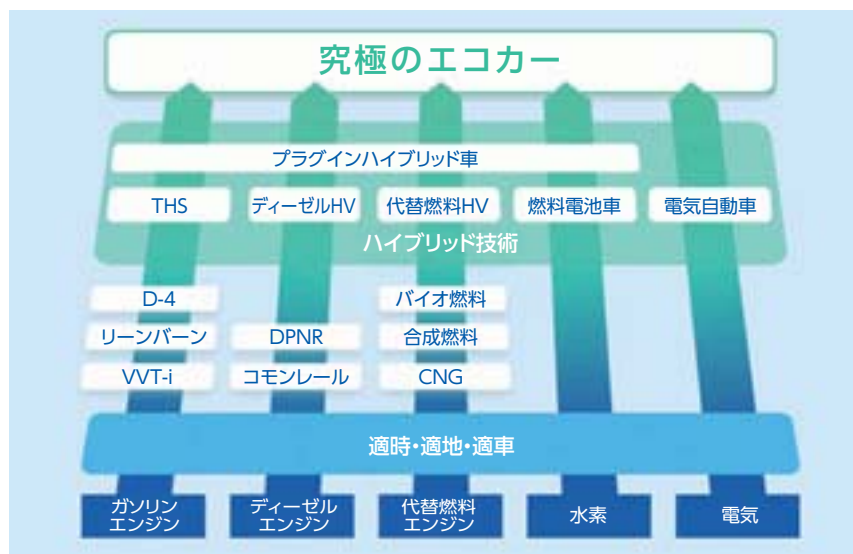 究極のエコカー
プラグインハイブリッド車
THS
ディーゼルHV
代替燃料HV
燃料電池車
電気自動車
ハイブリッド技術
D-4
バイオ燃料
リーンバーン
DPNR
合成燃料
VVT-i
コモンレール
CNG
適時・適地・適車
ガソリン
エンジン
ディーゼル
エンジン
代替燃料
エンジン
水素
電気